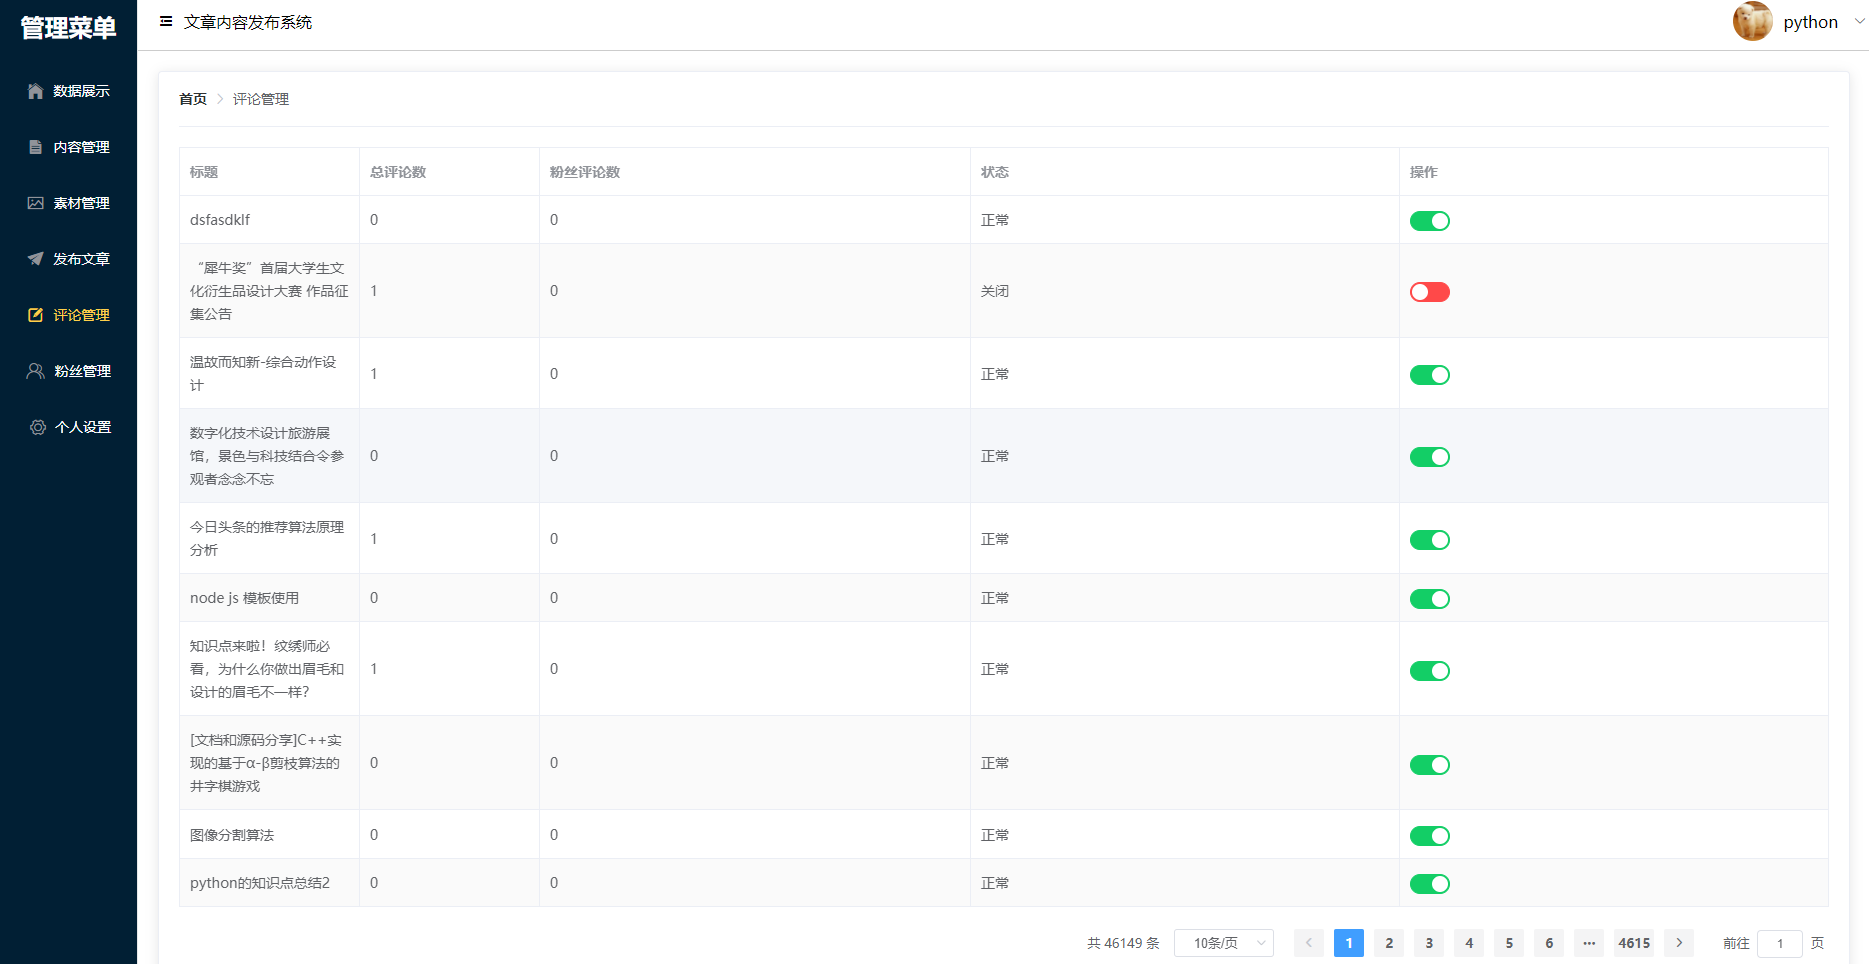 管理菜单
文章内容发布系统
python
数据展示
内容管理
素材管理
发布文章
评论管理
粉丝管理
个人设置
首页 评论管理
标题 总评论数 粉丝评论数 状态 操作
dsfasdklf 0 0 正常
“犀牛奖”首届大学生文
化衍生品设计大赛 作品征 1 0 关闭
集公告
温故而知新-综合动作设
计 1 0 正常
数字化技术设计旅游展
馆，景色与科技结合令参 0 0 正常
观者念念不忘
今日头条的推荐算法原理
分析 1 0 正常
node js 模板使用 0 0 正常
知识点来啦！纹绣师必
看，为什么你做出眉毛和 1 0 正常
设计的眉毛不一样？
[文档和源码分享]C++实
现的基于α-β剪枝算法的 0 0 正常
井字棋游戏
图像分割算法 0 0 正常
python的知识点总结2 0 0 正常
共 46149 条 10条/页 1 2 3 4 5 6 ··· 4615 前往 1 页